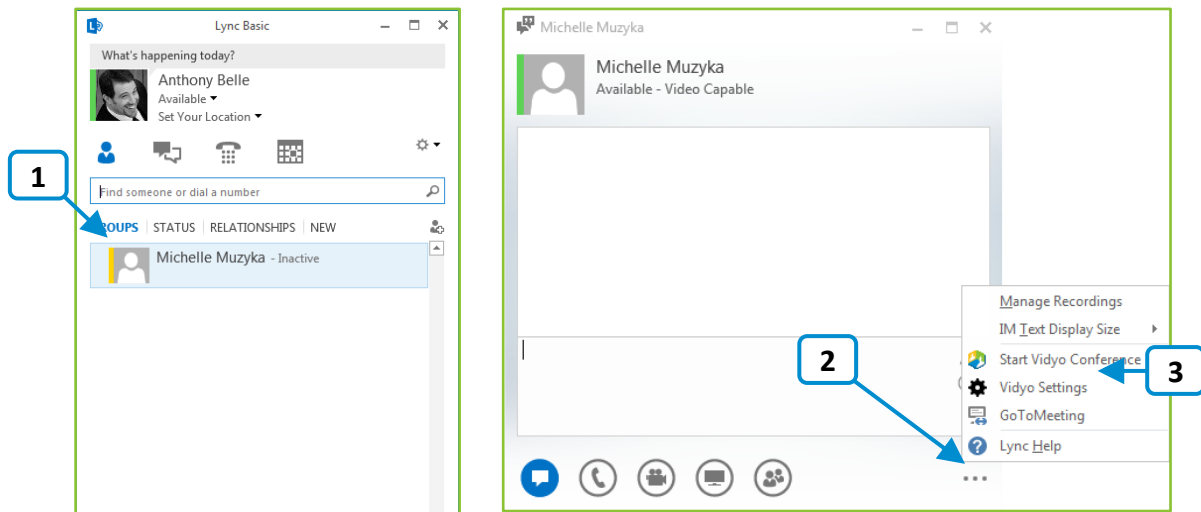 Lync Basic
What's happening today?
Anthony Belle
Available
Set Your Location
1
Find someone or dial a number
ROUPS STATUS RELATIONSHIPS NEW
Michelle Muzyka - Inactive
Michelle Muzyka
Michelle Muzyka
Available - Video Capable
Manage Recordings
IM Text Display Size
2
Start Vidyo Conference
3
Vidyo Settings
GoToMeeting
Lync Help